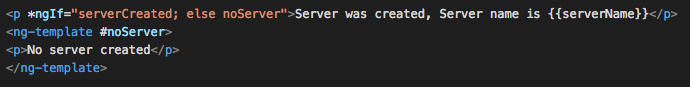 <p *ngIf="serverCreated; else noServer">Server was created, Server name is {{serverName}}</p>
<ng-template #noServer>
<p>No server created</p>
</ng-template>